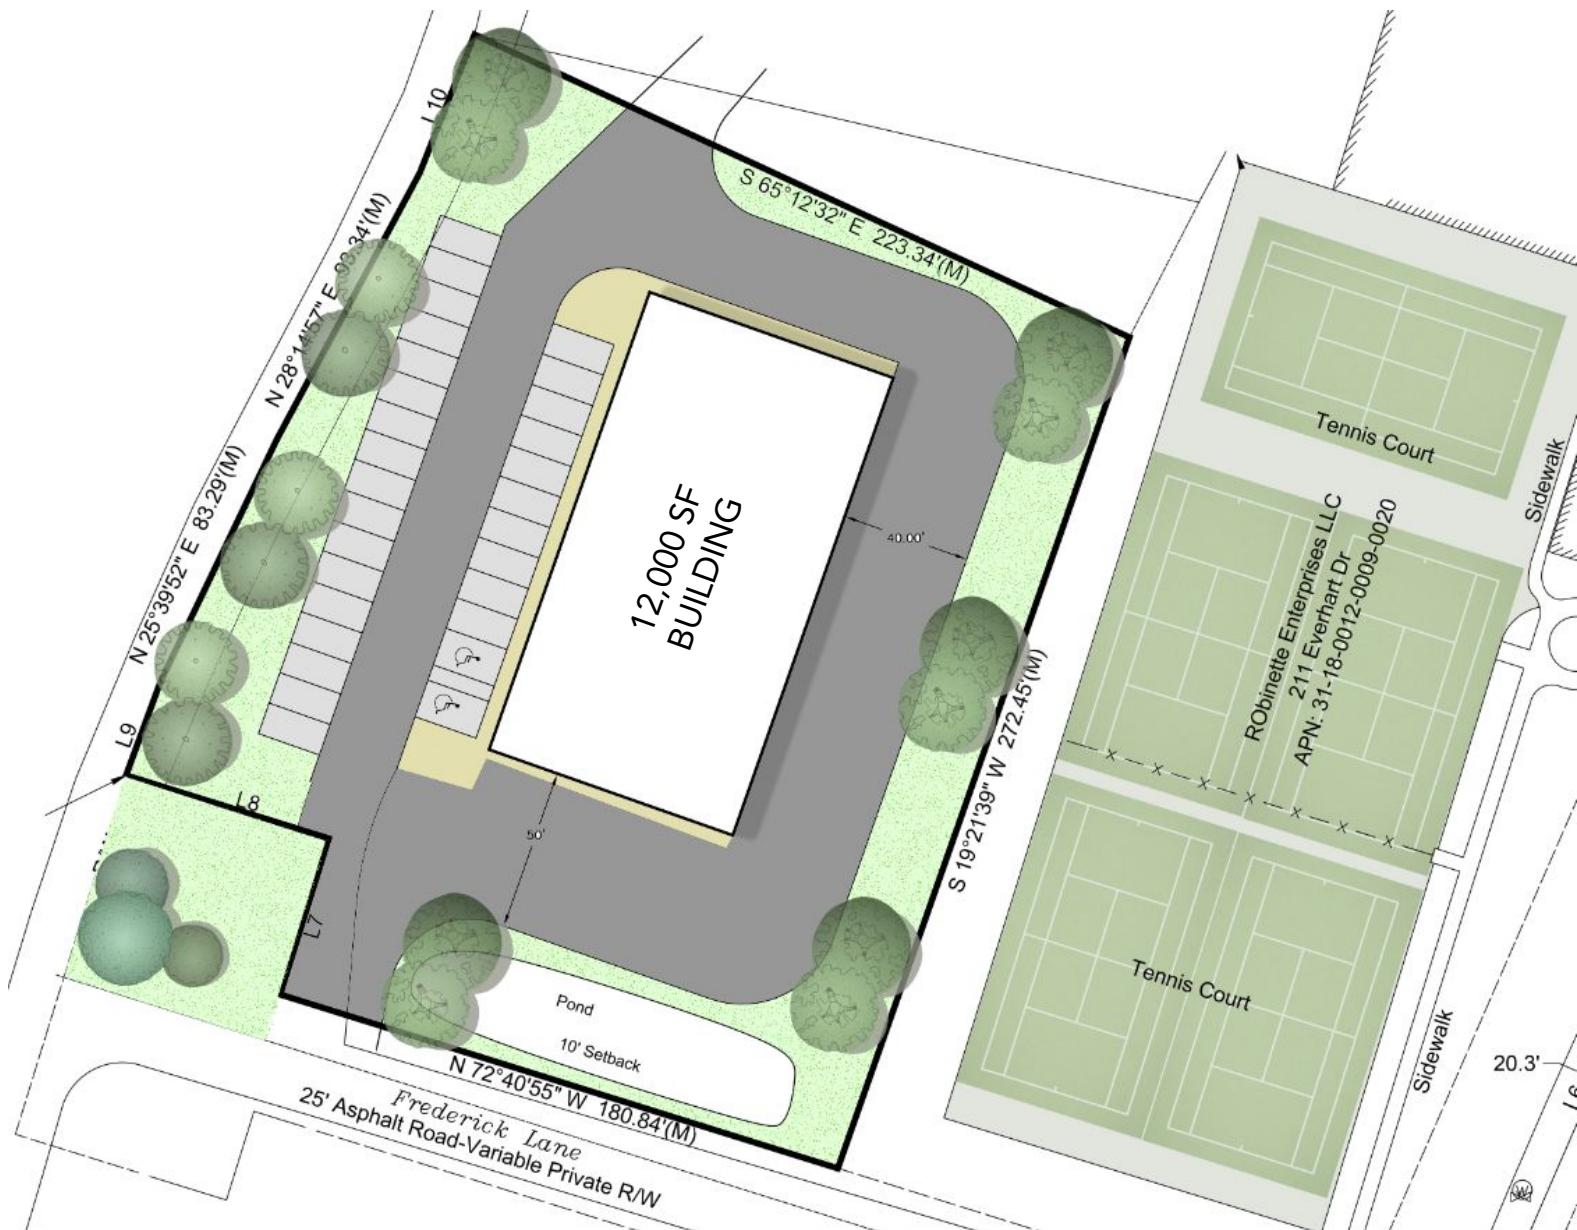 L10
S 65°12'32" E 223.34'(M)
N 28°14'57" E 93.34'(M)
N 25°39'52" E 83.29'(M)
L9
L8
L7
12,000 SF
BUILDING
40.00'
50'
S 19°21'39" W 272.45'(M)
Pond
10' Setback
N 72°40'55" W 180.84'(M)
Frederick Lane
25' Asphalt Road-Variable Private R/W
Tennis Court
Sidewalk
RObinette Enterprises LLC
211 Everhart Dr
APN: 31-18-0012-0009-0020
Tennis Court
Sidewalk
20.3'
L6